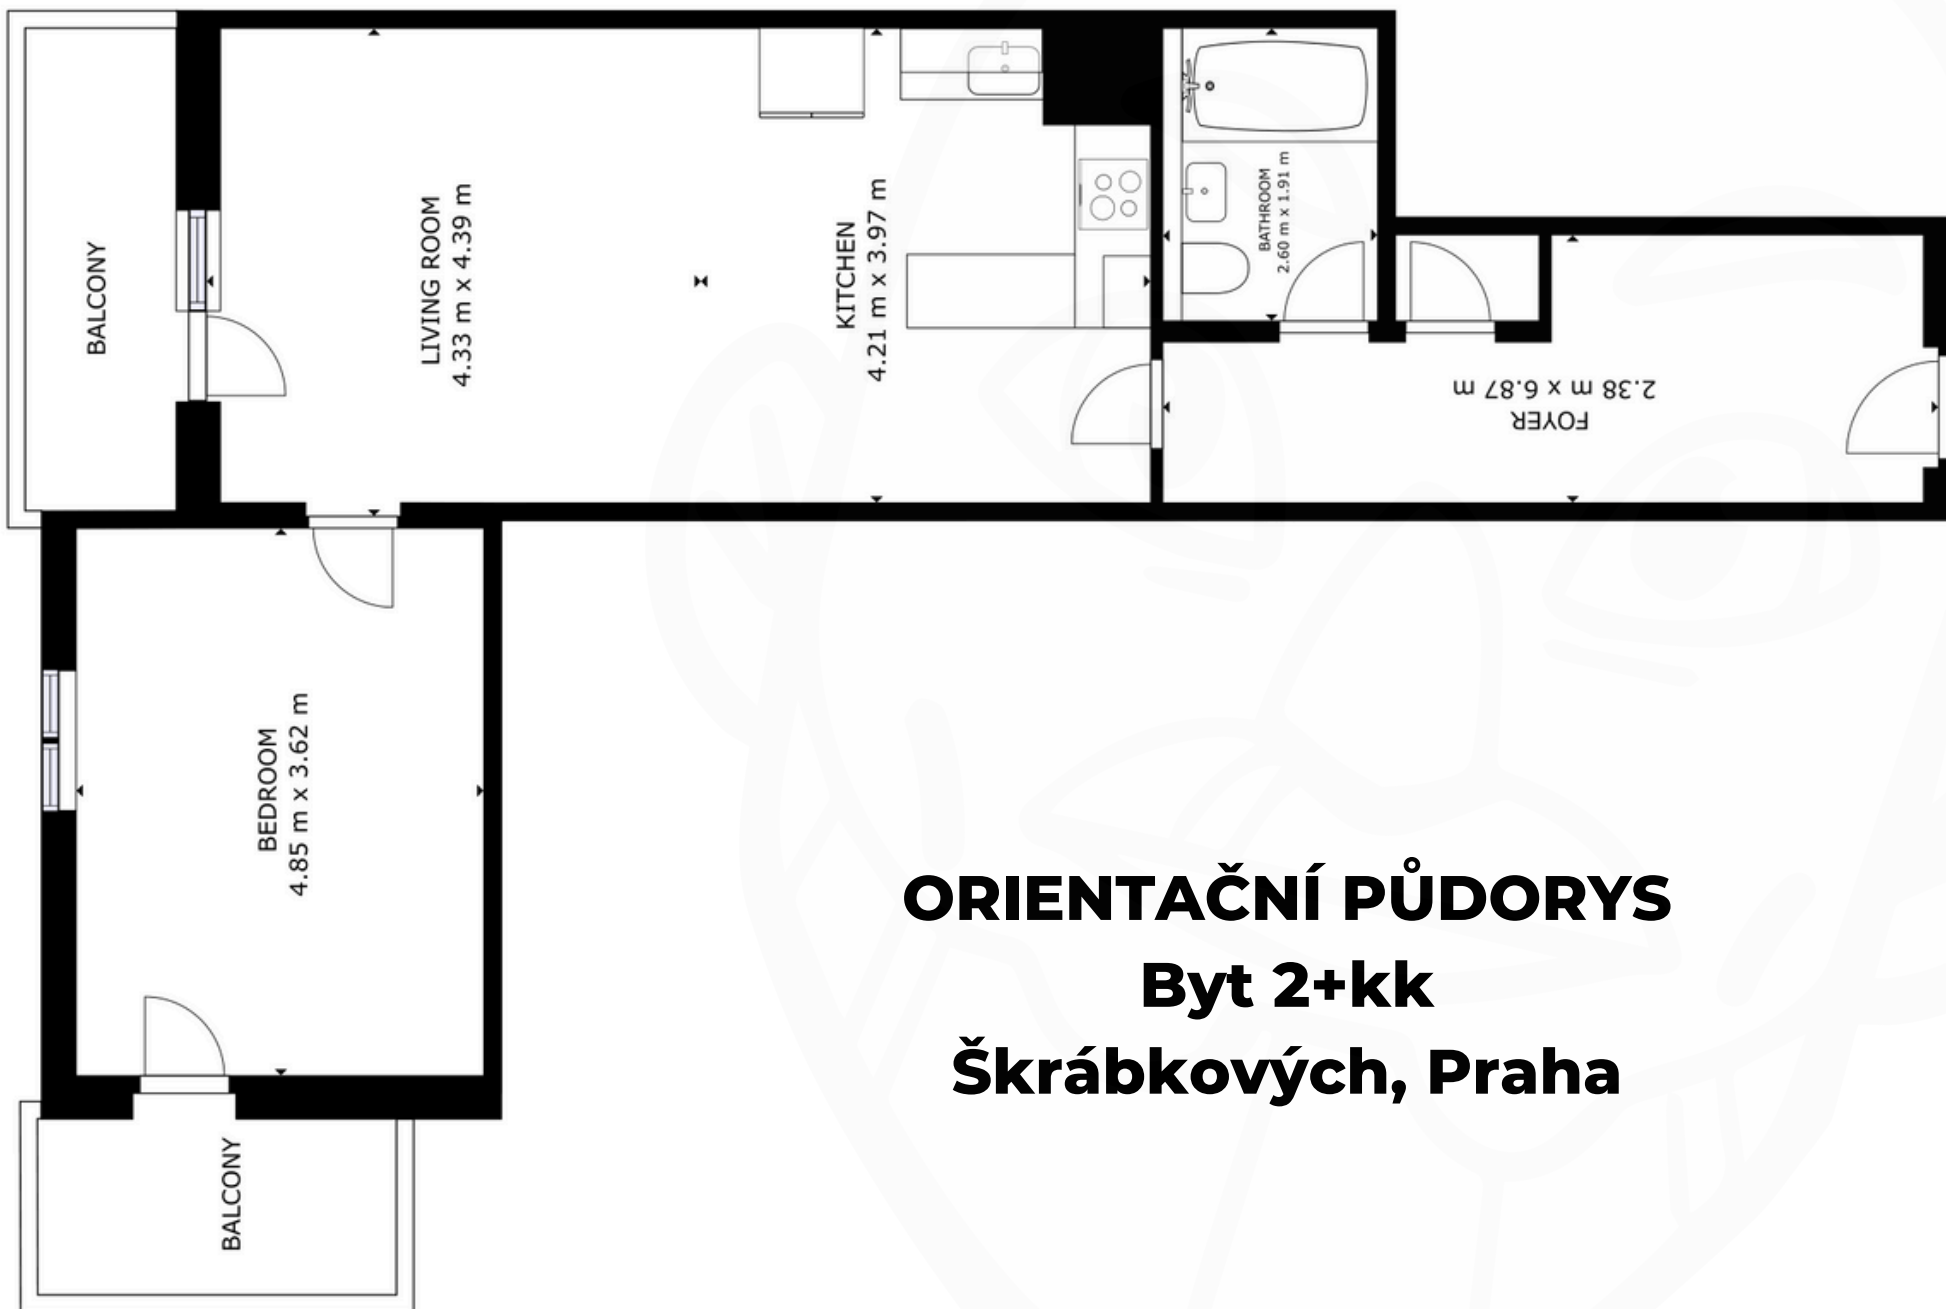 BALCONY
LIVING ROOM
4.33 m x 4.39 m
KITCHEN
4.21 m x 3.97 m
BATHROOM
2.60 m x 1.91 m
FOYER
2.38 m x 6.87 m
BEDROOM
4.85 m x 3.62 m
BALCONY
ORIENTAČNÍ PŮDORYS
Byt 2+kk
Škrábkových, Praha